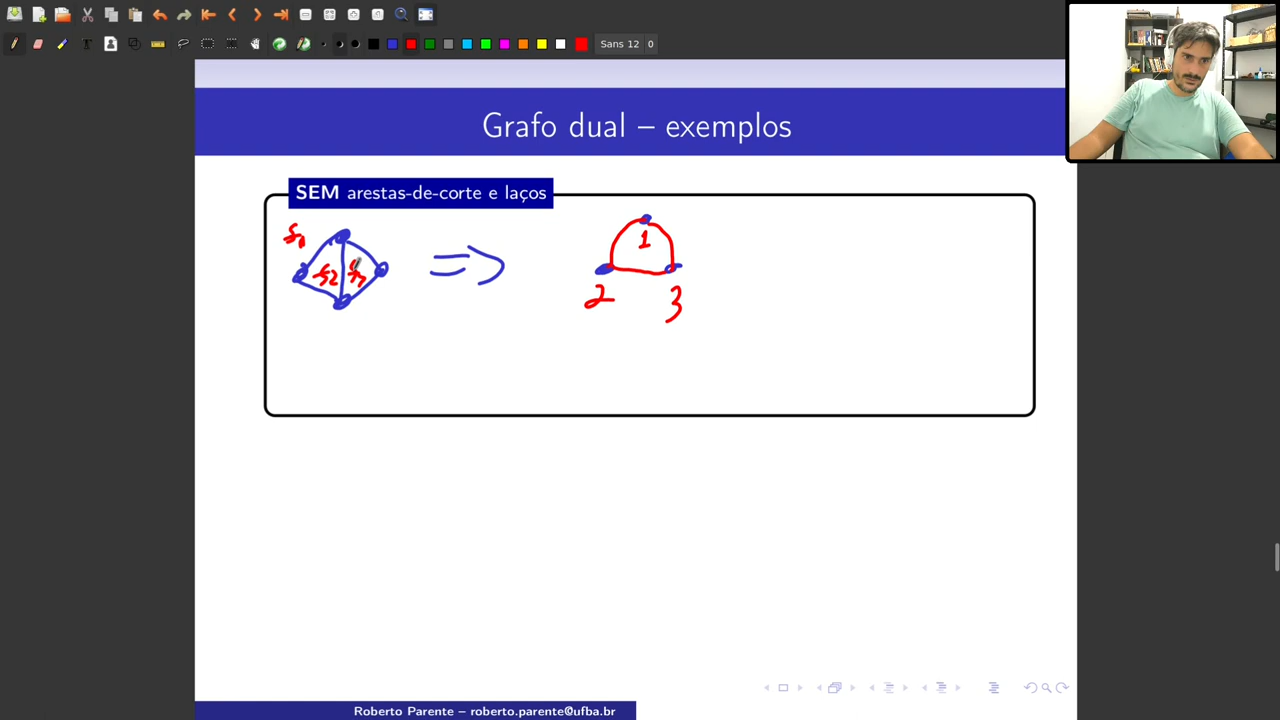 Sans 12 0
Grafo dual – exemplos
SEM arestas-de-corte e laços
f1
f2 f3
1
2 3
Roberto Parente – roberto.parente@ufba.br